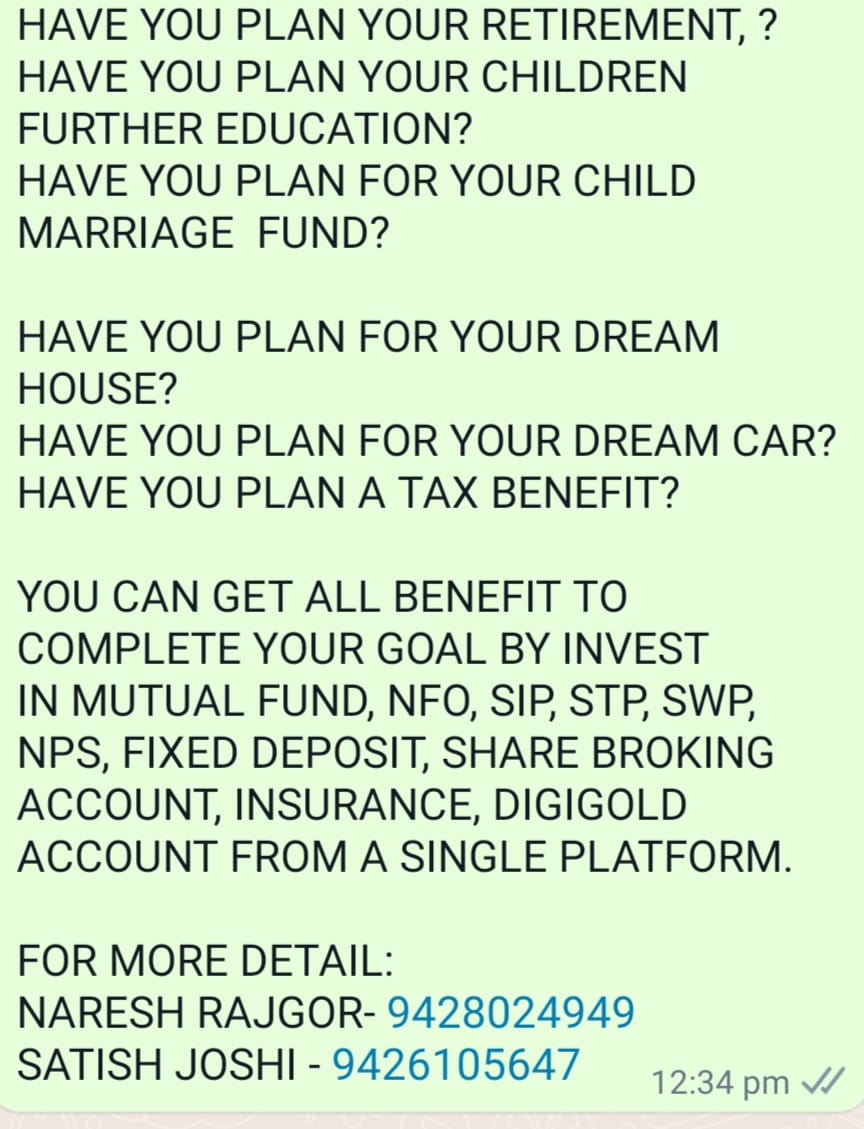 HAVE YOU PLAN YOUR RETIREMENT, ?
HAVE YOU PLAN YOUR CHILDREN
FURTHER EDUCATION?
HAVE YOU PLAN FOR YOUR CHILD
MARRIAGE  FUND?
HAVE YOU PLAN FOR YOUR DREAM
HOUSE?
HAVE YOU PLAN FOR YOUR DREAM CAR?
HAVE YOU PLAN A TAX BENEFIT?
YOU CAN GET ALL BENEFIT TO
COMPLETE YOUR GOAL BY INVEST
IN MUTUAL FUND, NFO, SIP, STP, SWP,
NPS, FIXED DEPOSIT, SHARE BROKING
ACCOUNT, INSURANCE, DIGIGOLD
ACCOUNT FROM A SINGLE PLATFORM.
FOR MORE DETAIL:
NARESH RAJGOR- 9428024949
SATISH JOSHI - 9426105647
12:34 pm